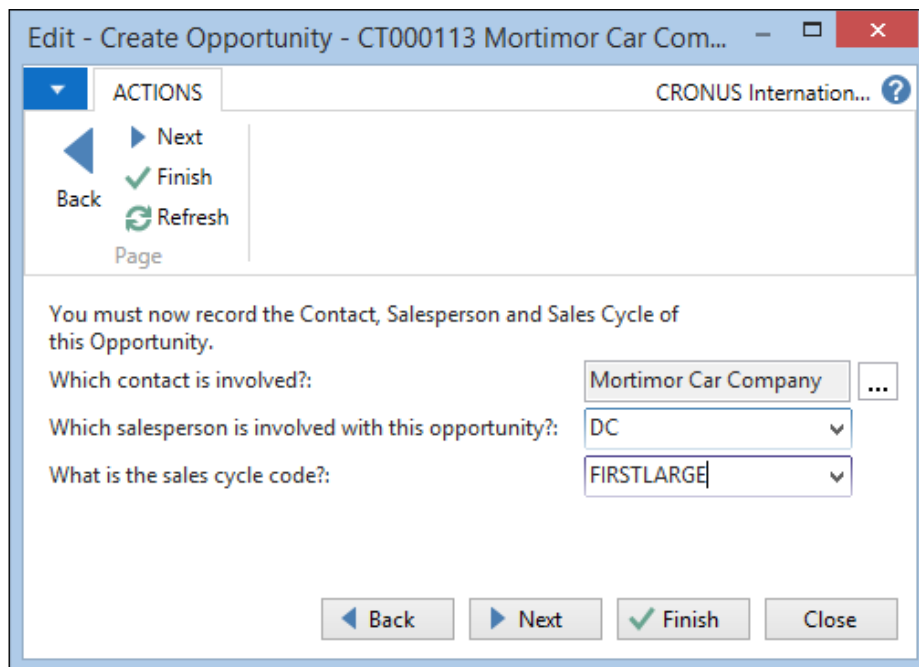 Edit - Create Opportunity - CT000113 Mortimor Car Com...
ACTIONS
CRONUS Internation...
?
Back
Next
Finish
Refresh
Page
You must now record the Contact, Salesperson and Sales Cycle of
this Opportunity.
Which contact is involved?: Mortimor Car Company ...
Which salesperson is involved with this opportunity?: DC
What is the sales cycle code?: FIRSTLARGE
Back Next Finish Close